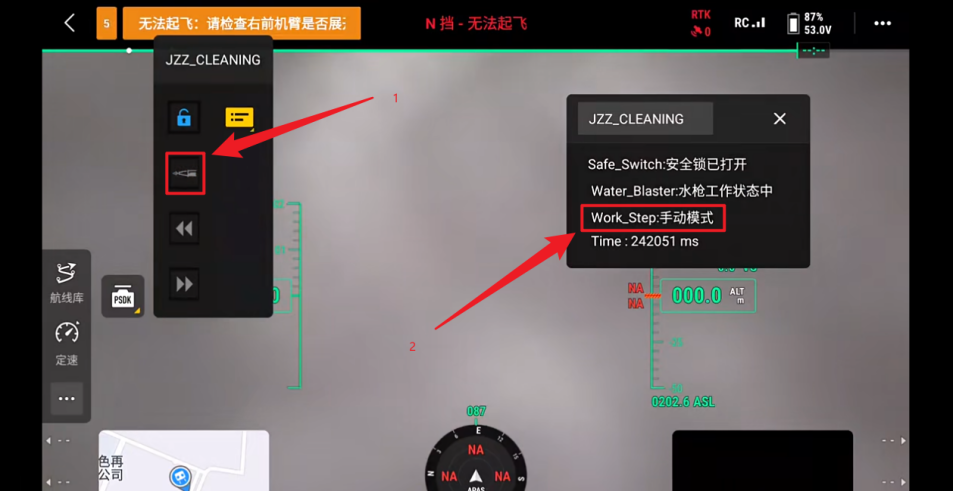 5
无法起飞：请检查右前机臂是否展开
N 挡 - 无法起飞
RTK
0
RC
87%
53.0V
--:--
JZZ_CLEANING
1
JZZ_CLEANING
Safe_Switch:安全锁已打开
Water_Blaster:水枪工作状态中
Work_Step:手动模式
Time : 242051 ms
2
航线库
PSDK
定速
NA
NA
000.0
ALT
m
0202.6 ASL
087
E
N
S
NA
NA
NA
APAS
色再
公司